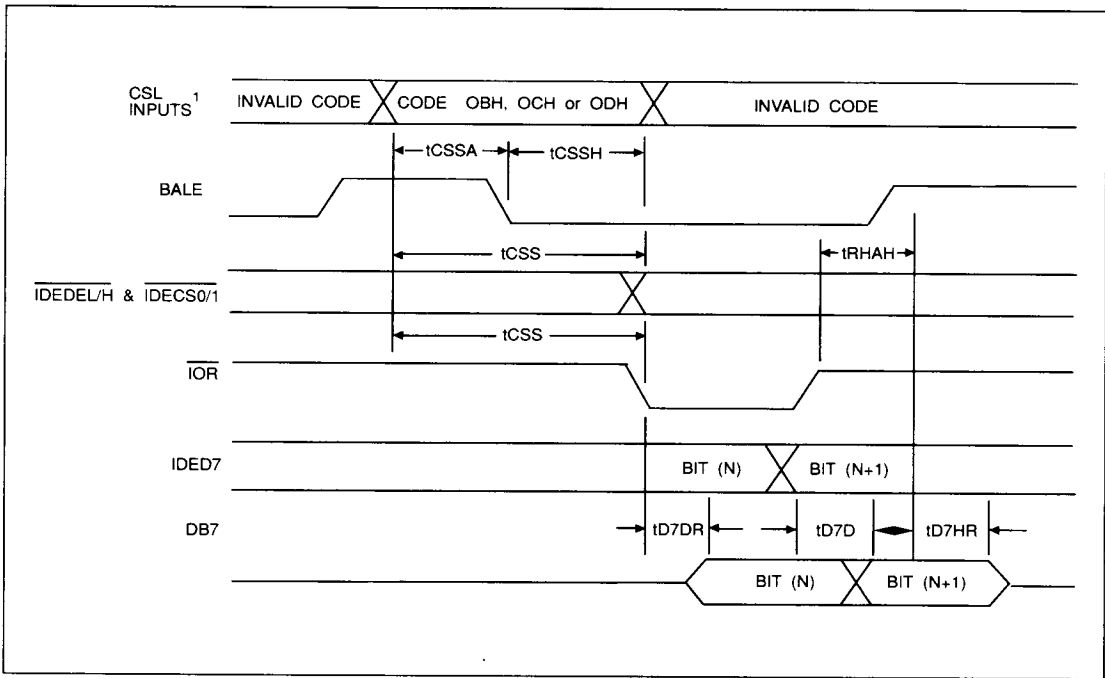 CSL
INPUTS¹
INVALID CODE
CODE OBH, OCH or ODH
INVALID CODE
tCSSA
tCSSH
BALE
tCSS
tRHAH
IDEDEL/H & IDECS0/1
tCSS
IOR
IDED7
BIT (N)
BIT (N+1)
DB7
tD7DR
tD7D
tD7HR
BIT (N)
BIT (N+1)